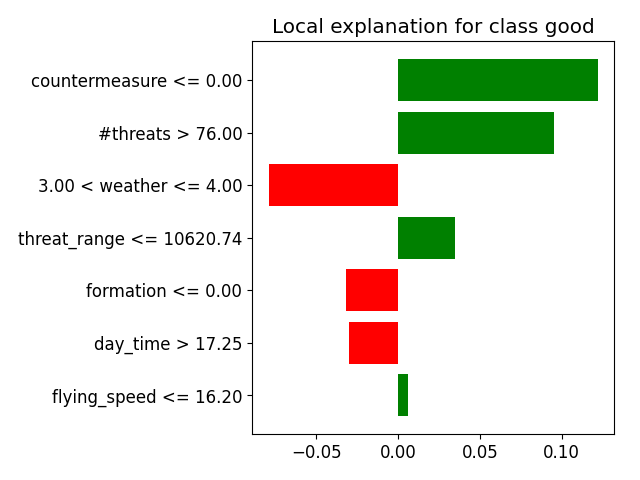 Local explanation for class good
countermeasure <= 0.00
#threats > 76.00
3.00 < weather <= 4.00
threat_range <= 10620.74
formation <= 0.00
day_time > 17.25
flying_speed <= 16.20
−0.05 0.00 0.05 0.10